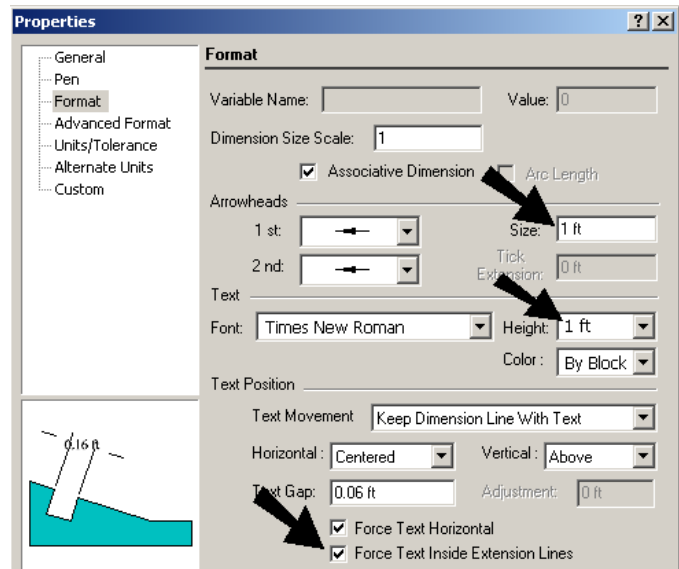 Properties
General
Pen
Format
Advanced Format
Units/Tolerance
Alternate Units
Custom
Format
Variable Name: Value: 0
Dimension Size Scale: 1
Associative Dimension Arc Length
Arrowheads
1 st: Size: 1 ft
2 nd: Tick Extension: 0 ft
Text
Font: Times New Roman Height: 1 ft
Color : By Block
Text Position
Text Movement Keep Dimension Line With Text
Horizontal : Centered Vertical : Above
Text Gap: 0.06 ft Adjustment: 0 ft
Force Text Horizontal
Force Text Inside Extension Lines
0.16 ft